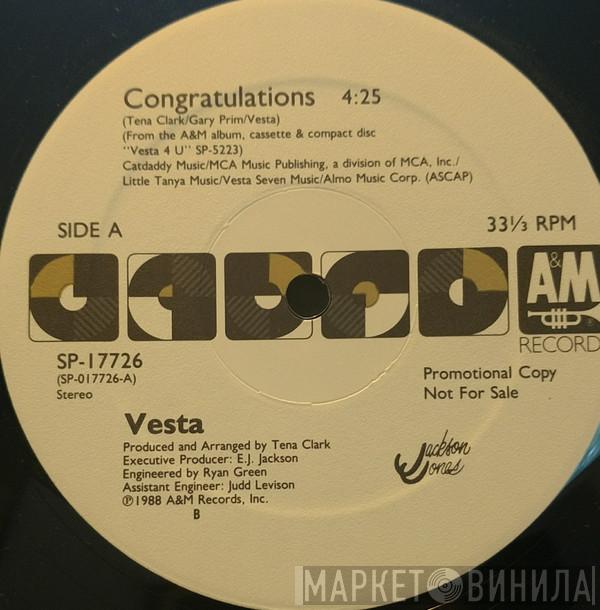 Congratulations 4:25
(Tena Clark/Gary Prim/Vesta)
(From the A&M album, cassette & compact disc
"Vesta 4 U" SP-5223)
Catdaddy Music/MCA Music Publishing, a division of MCA, Inc./
Little Tanya Music/Vesta Seven Music/Almo Music Corp. (ASCAP)
SIDE A
33⅓ RPM
A&M
RECORD
SP-17726
(SP-017726-A)
Stereo
Promotional Copy
Not For Sale
Vesta
Produced and Arranged by Tena Clark
Executive Producer: E.J. Jackson
Engineered by Ryan Green
Assistant Engineer: Judd Levison
℗1988 A&M Records, Inc.
B
Jackson
Jones
МАРКЕТ ВИНИЛА